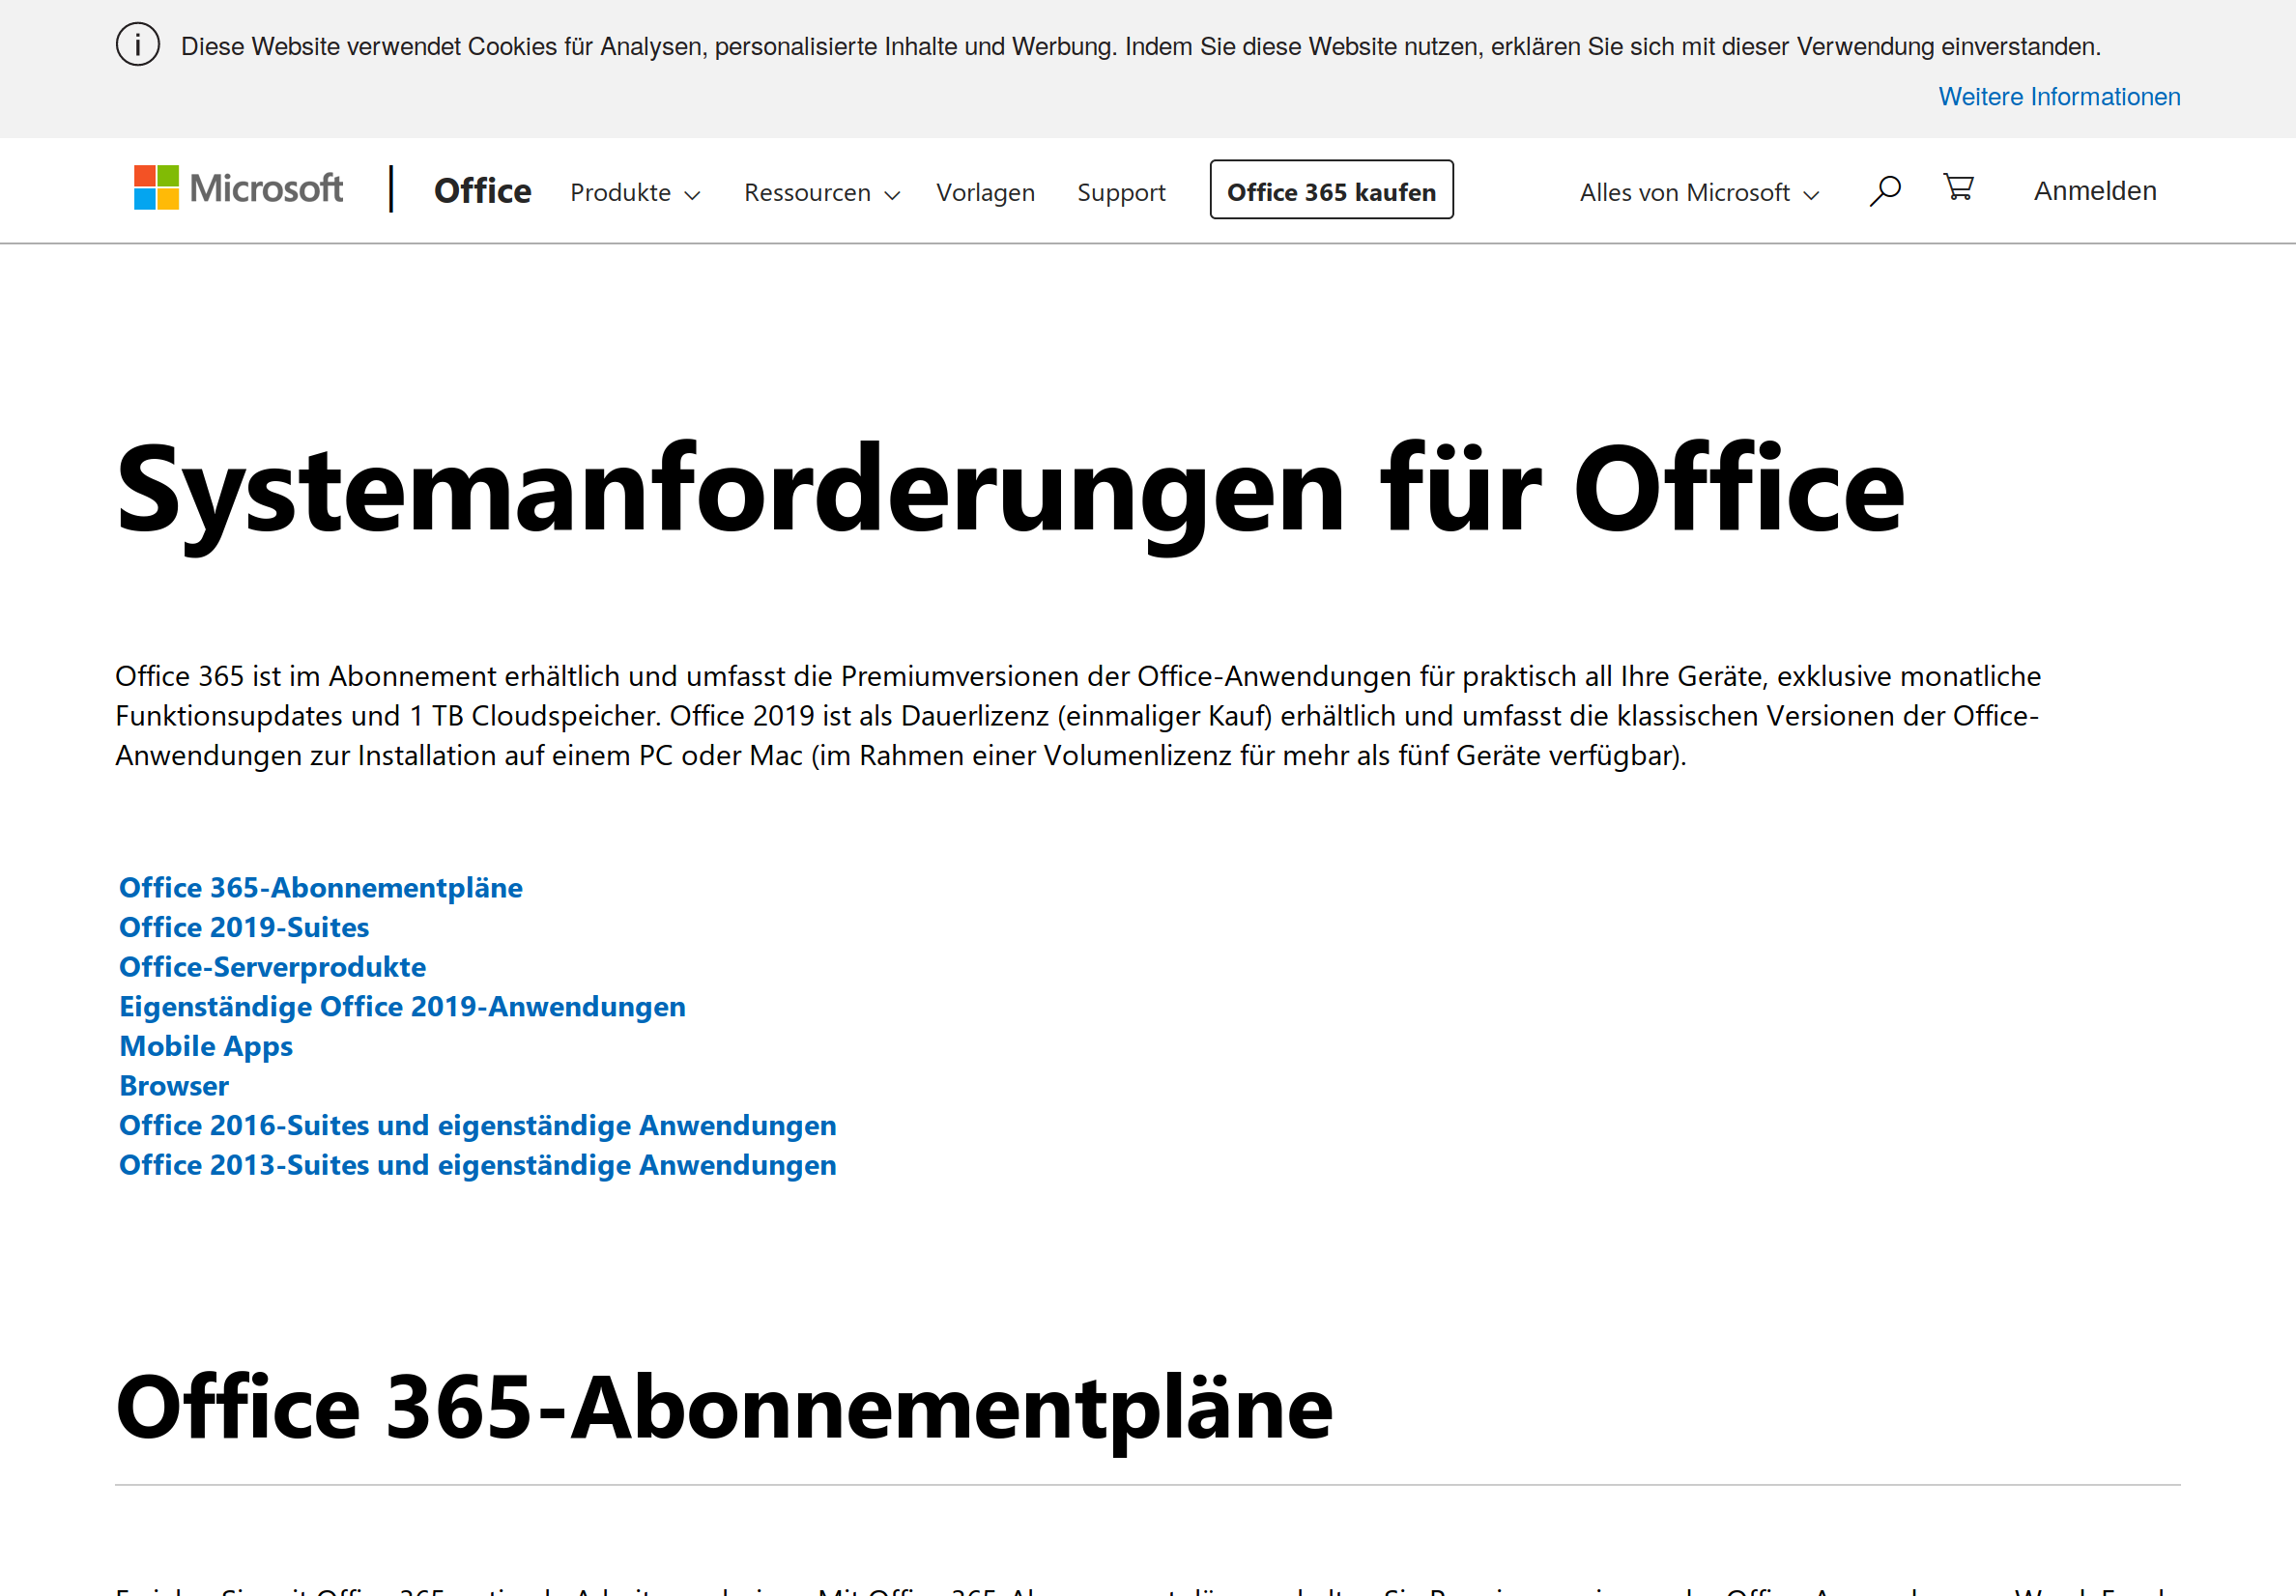 Diese Website verwendet Cookies für Analysen, personalisierte Inhalte und Werbung. Indem Sie diese Website nutzen, erklären Sie sich mit dieser Verwendung einverstanden.
Weitere Informationen
Microsoft | Office Produkte Ressourcen Vorlagen Support Office 365 kaufen Alles von Microsoft Anmelden
Systemanforderungen für Office
Office 365 ist im Abonnement erhältlich und umfasst die Premiumversionen der Office-Anwendungen für praktisch all Ihre Geräte, exklusive monatliche
Funktionsupdates und 1 TB Cloudspeicher. Office 2019 ist als Dauerlizenz (einmaliger Kauf) erhältlich und umfasst die klassischen Versionen der Office-
Anwendungen zur Installation auf einem PC oder Mac (im Rahmen einer Volumenlizenz für mehr als fünf Geräte verfügbar).
Office 365-Abonnementpläne
Office 2019-Suites
Office-Serverprodukte
Eigenständige Office 2019-Anwendungen
Mobile Apps
Browser
Office 2016-Suites und eigenständige Anwendungen
Office 2013-Suites und eigenständige Anwendungen
Office 365-Abonnementpläne